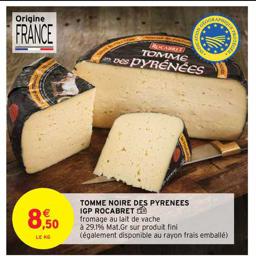 Origine
FRANCE
ROCABRET
TOMME
DES PYRÉNÉES
8€,50
LE KG
TOMME NOIRE DES PYRENEES
IGP ROCABRET
fromage au lait de vache
à 29.1% Mat.Gr sur produit fini
(également disponible au rayon frais emballé)